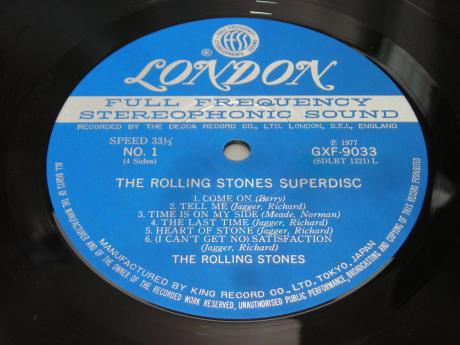 FFSS
®
LONDON
FULL FREQUENCY
STEREOPHONIC SOUND
RECORDED BY THE DECCA RECORD CO., LTD. LONDON, S.E.I., ENGLAND
SPEED 33⅓
NO. 1
(4 Sides)
℗ 1977
GXF-9033
(SDLBT 1221) L
THE ROLLING STONES SUPERDISC
1. COME ON (Berry)
2. TELL ME (Jagger, Richard)
3. TIME IS ON MY SIDE (Meade, Norman)
4. THE LAST TIME (Jagger, Richard)
5. HEART OF STONE (Jagger, Richard)
6. (I CAN'T GET NO) SATISFACTION
(Jagger, Richard)
THE ROLLING STONES
MANUFACTURED BY KING RECORD CO., LTD., TOKYO, JAPAN
ALL RIGHTS OF THE MANUFACTURER AND OF THE OWNER OF THE RECORDED WORK RESERVED, UNAUTHORISED PUBLIC PERFORMANCE, BROADCASTING AND COPYING OF THIS RECORD PROHIBITED.